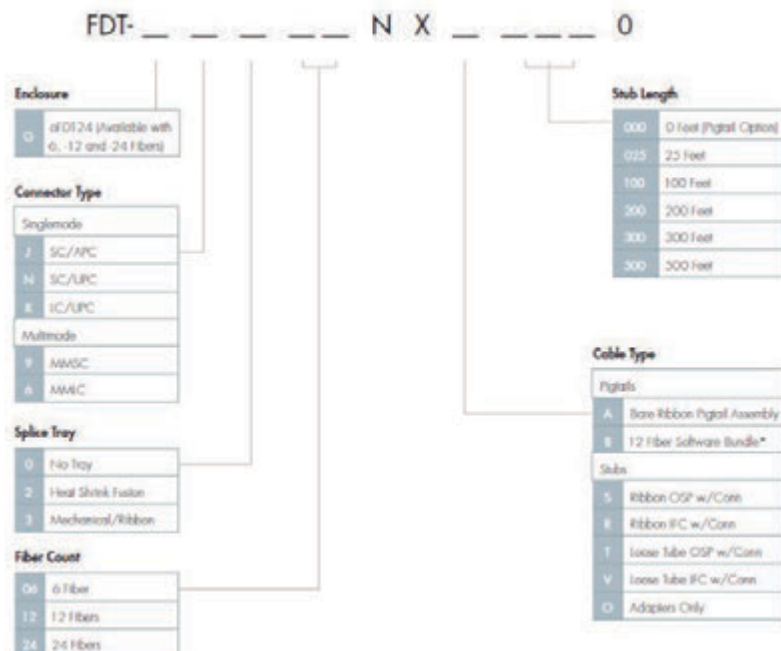 FDT- _ _ _ _ _ N X _ _ _ _ 0
Enclosure
O oFDT24 (Available with
6, -12 and -24 Fibers)
Connector Type
Singlemode
J SC/APC
N SC/UPC
K LC/UPC
Multimode
9 MMSC
A MMLC
Splice Tray
0 No Tray
2 Heat Shrink Fusion
3 Mechanical/Ribbon
Fiber Count
06 6 Fiber
12 12 Fibers
24 24 Fibers
Stub Length
000 0 Feet (Pigtail Option)
025 25 Feet
100 100 Feet
200 200 Feet
300 300 Feet
500 500 Feet
Cable Type
Pigtails
A Bare Ribbon Pigtail Assembly
B 12 Fiber Software Bundle*
Stubs
S Ribbon OSP w/Conn
R Ribbon IFC w/Conn
T Loose Tube OSP w/Conn
V Loose Tube IFC w/Conn
O Adapters Only